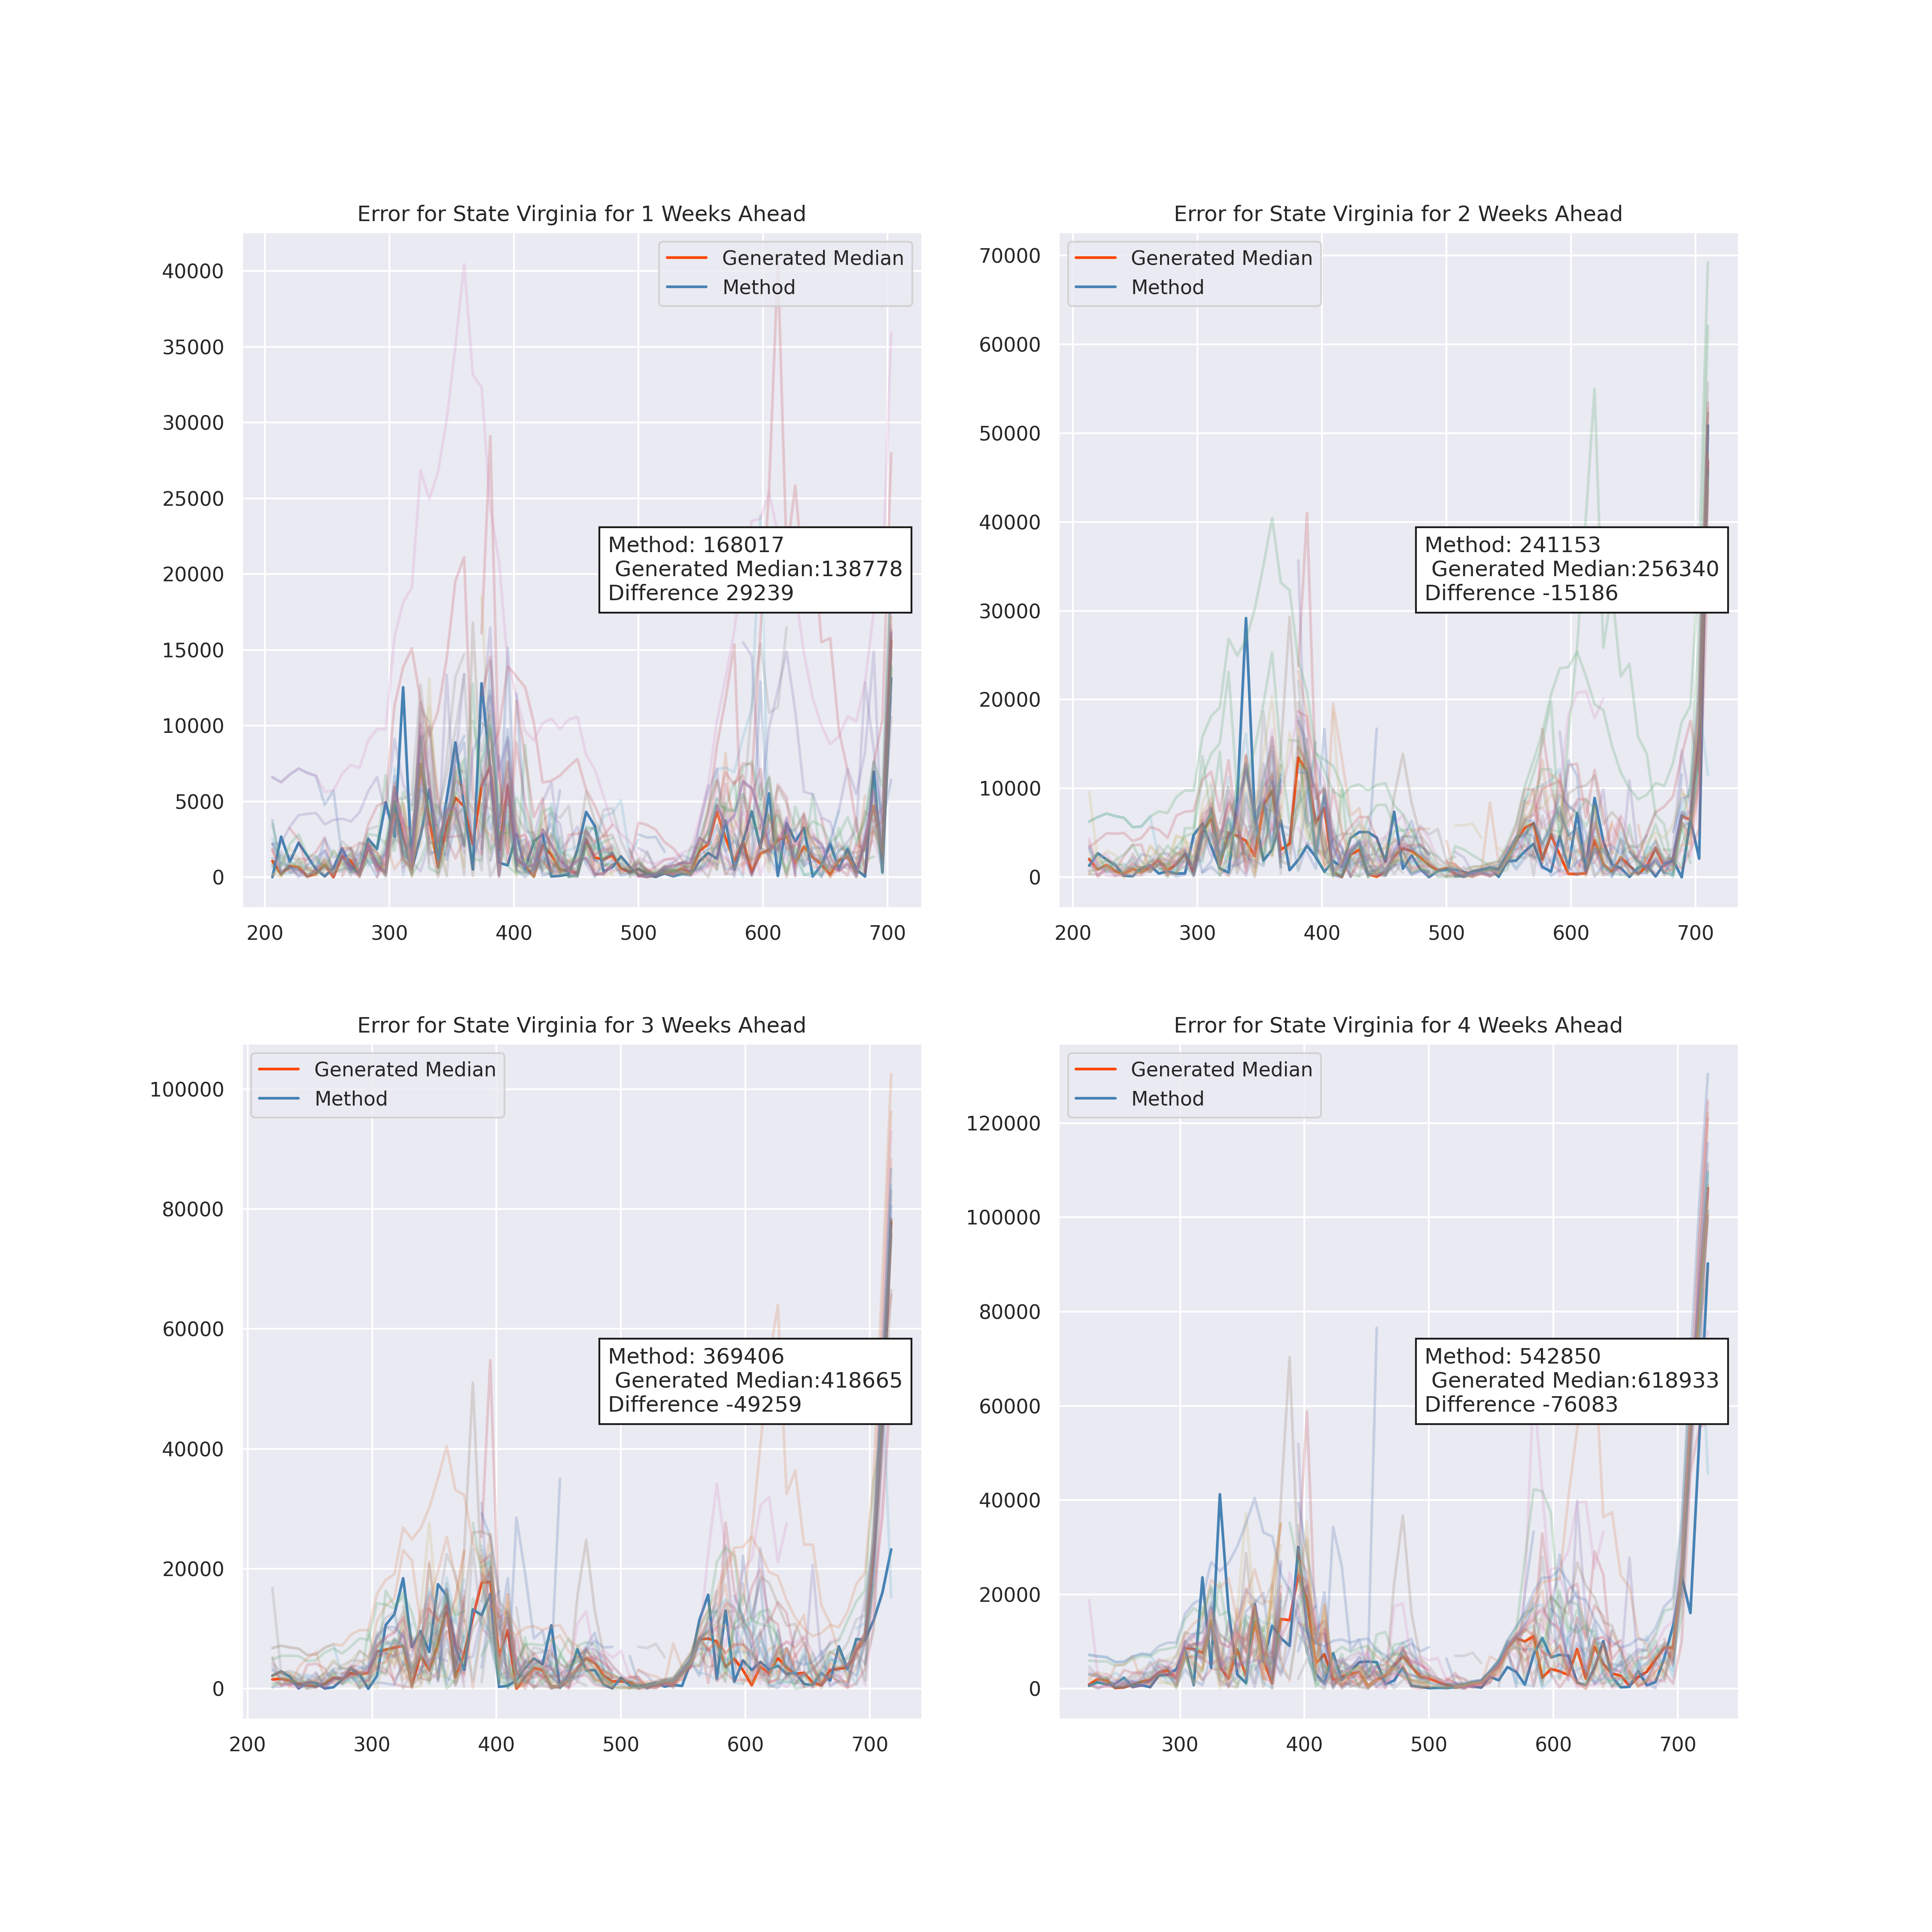 Error for State Virginia for 1 Weeks Ahead
Generated Median
Method
40000
35000
30000
25000
20000
15000
10000
5000
0
Method: 168017
Generated Median:138778
Difference 29239
200 300 400 500 600 700
Error for State Virginia for 2 Weeks Ahead
Generated Median
Method
70000
60000
50000
40000
30000
20000
10000
0
Method: 241153
Generated Median:256340
Difference -15186
200 300 400 500 600 700
Error for State Virginia for 3 Weeks Ahead
Generated Median
Method
100000
80000
60000
40000
20000
0
Method: 369406
Generated Median:418665
Difference -49259
200 300 400 500 600 700
Error for State Virginia for 4 Weeks Ahead
Generated Median
Method
120000
100000
80000
60000
40000
20000
0
Method: 542850
Generated Median:618933
Difference -76083
300 400 500 600 700